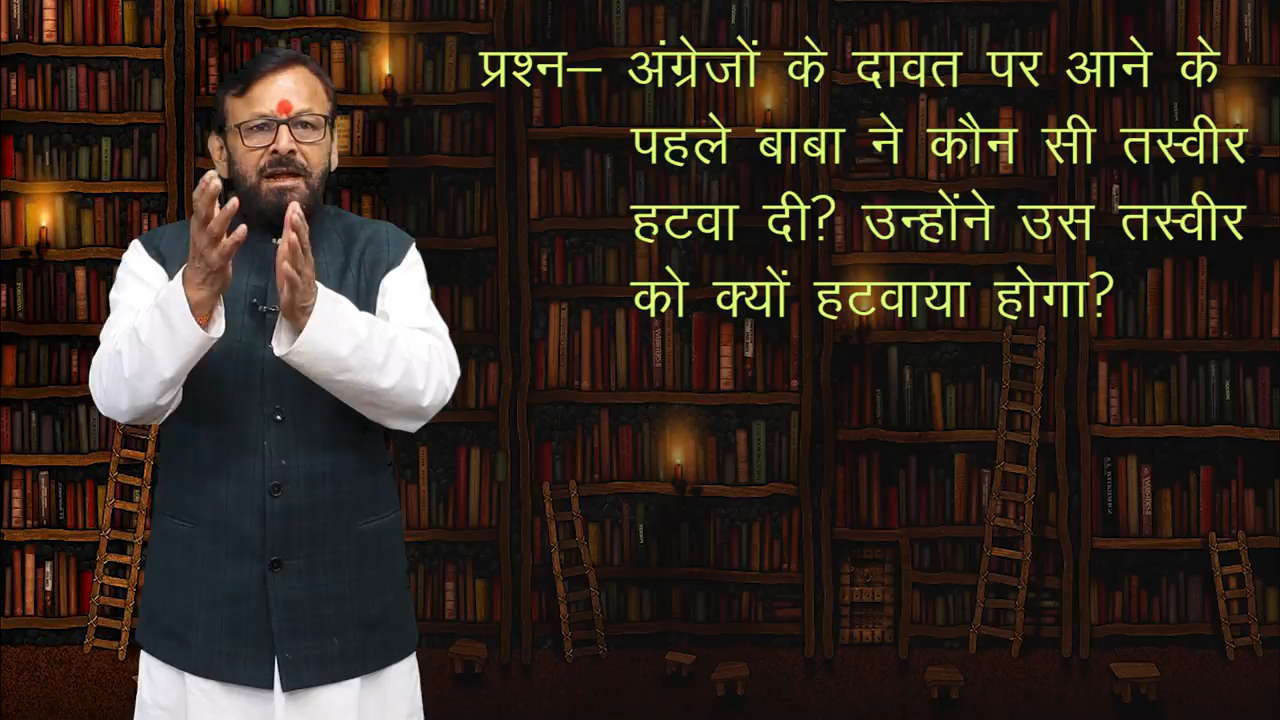 प्रश्न– अंग्रेजों के दावत पर आने के
पहले बाबा ने कौन सी तस्वीर
हटवा दी? उन्होंने उस तस्वीर
को क्यों हटवाया होगा?